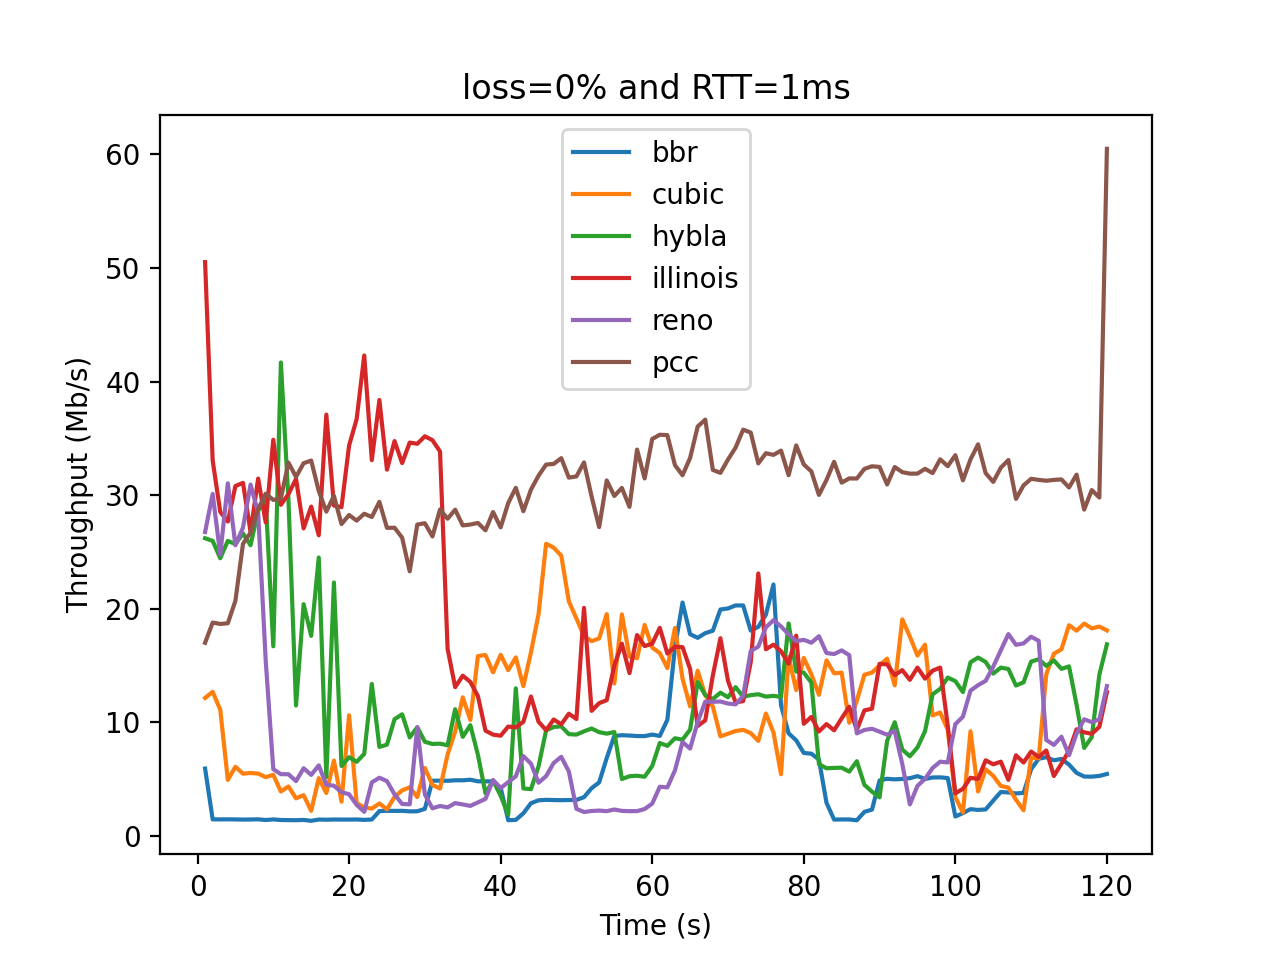 loss=0% and RTT=1ms
bbr
cubic
hybla
illinois
reno
pcc
Throughput (Mb/s)
60
50
40
30
20
10
0
0 20 40 60 80 100 120
Time (s)